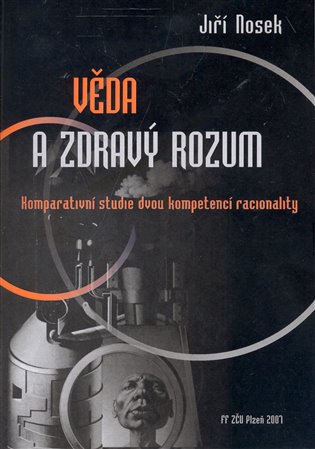 Jiří Nosek
VĚDA
A ZDRAVÝ ROZUM
Komparativní studie dvou kompetencí racionality
FF ZČU Plzeň 2007